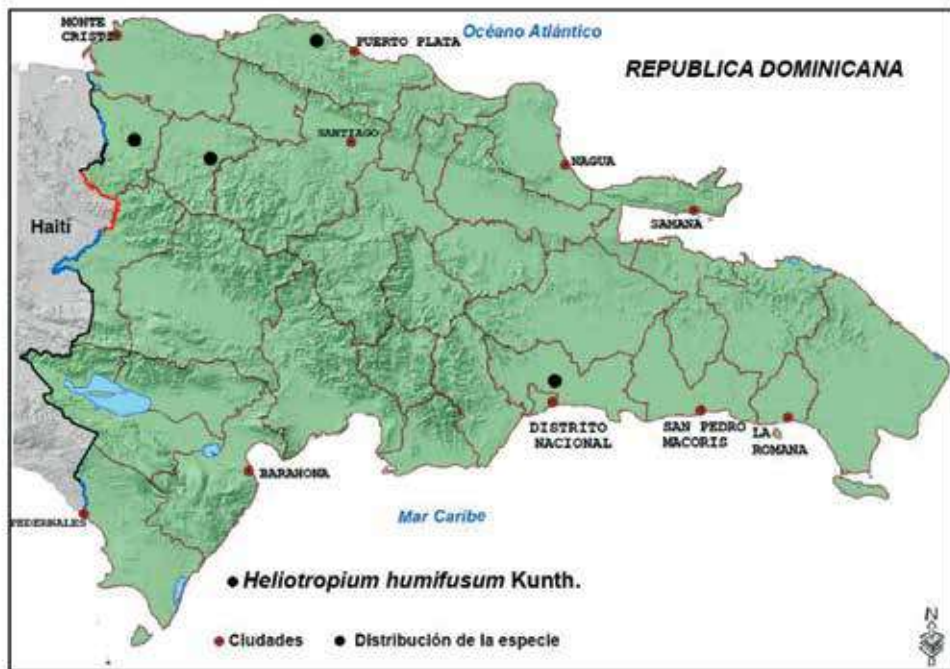 MONTE
CRISTI
Océano Atlántico
PUERTO PLATA
REPUBLICA DOMINICANA
SANTIAGO
NAGUA
SAMANA
Haití
DISTRITO
NACIONAL
SAN PEDRO
MACORIS
LA
ROMANA
BARAHONA
PEDERNALES
Mar Caribe
Heliotropium humifusum Kunth.
Ciudades
Distribución de la especie
N